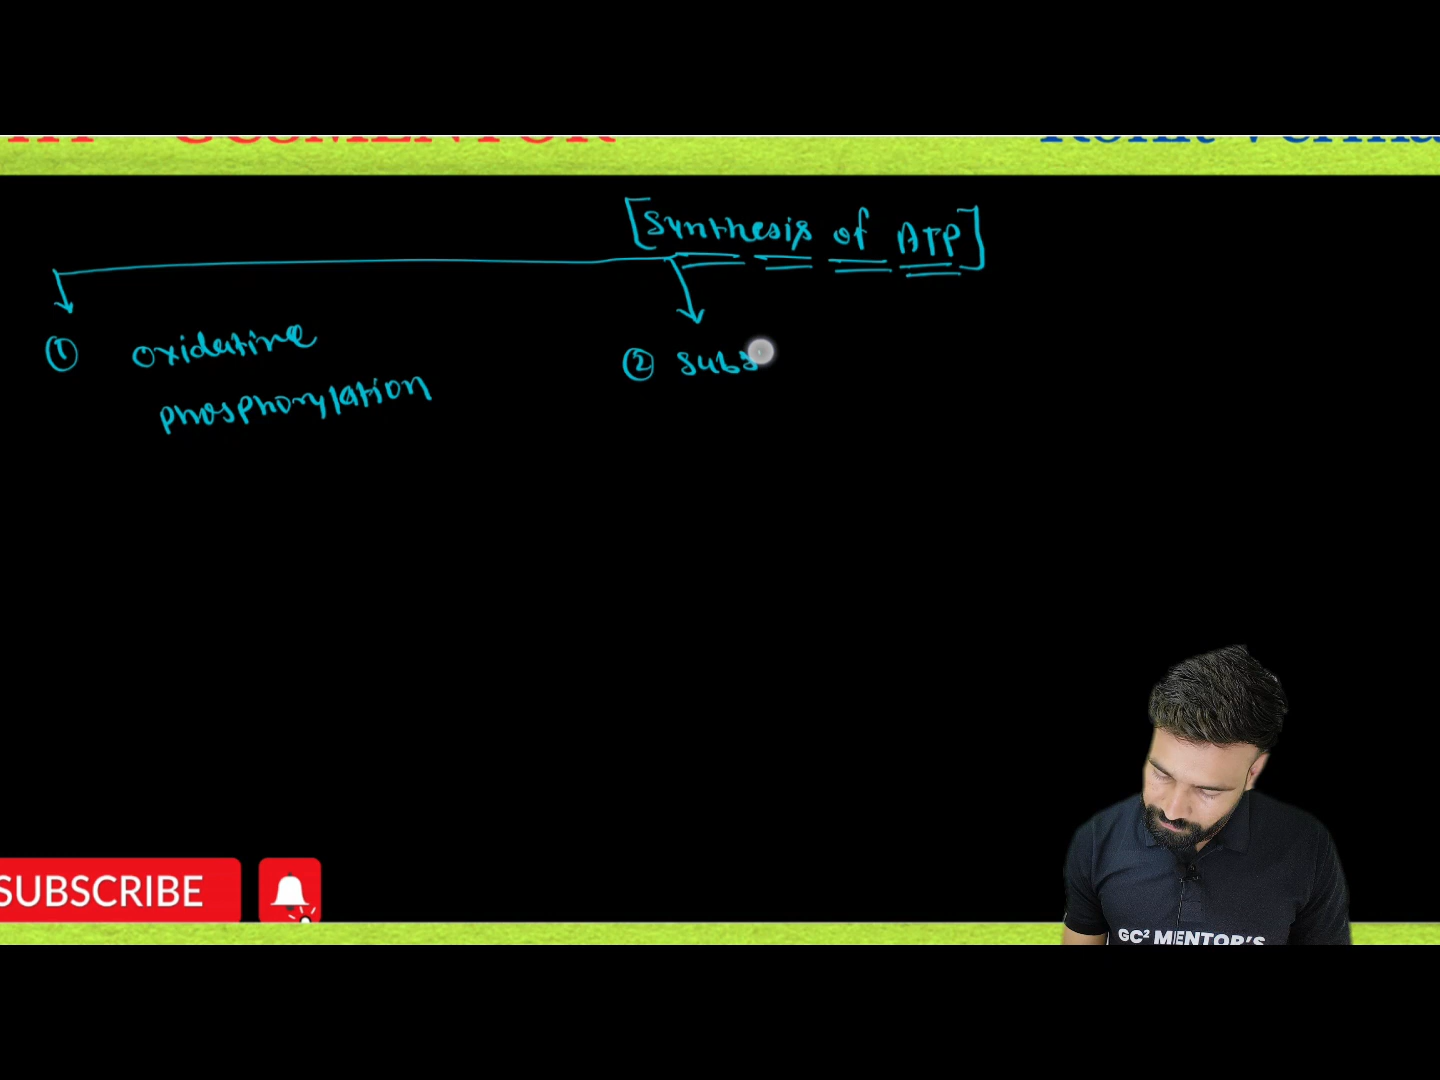 [Synthesis of ATP]
① oxidative
phosphorylation
② subs
SUBSCRIBE
GC² MENTOR'S